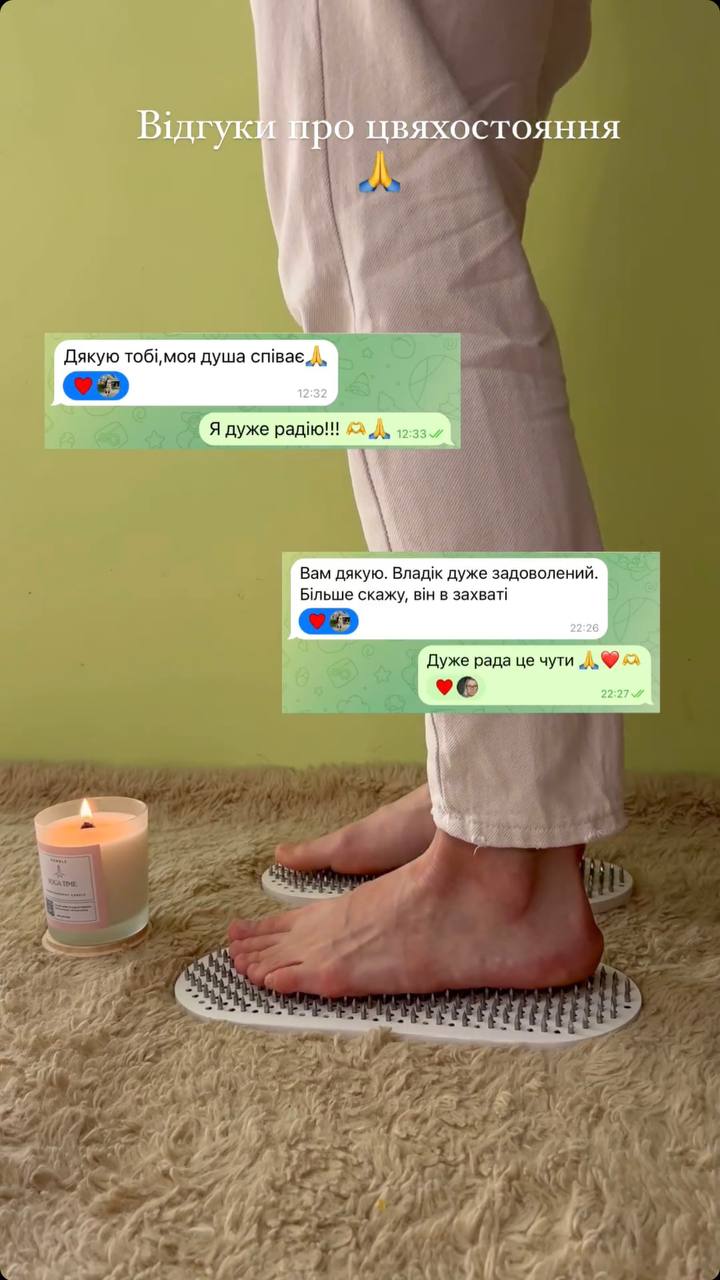 Відгуки про цвяхостояння
🙏
Дякую тобі,моя душа співає🙏
12:32
Я дуже радію!!! 🫶🙏 12:33
Вам дякую. Владік дуже задоволений.
Більше скажу, він в захваті
22:26
Дуже рада це чути 🙏❤️🫶
22:27
YOGA TIME